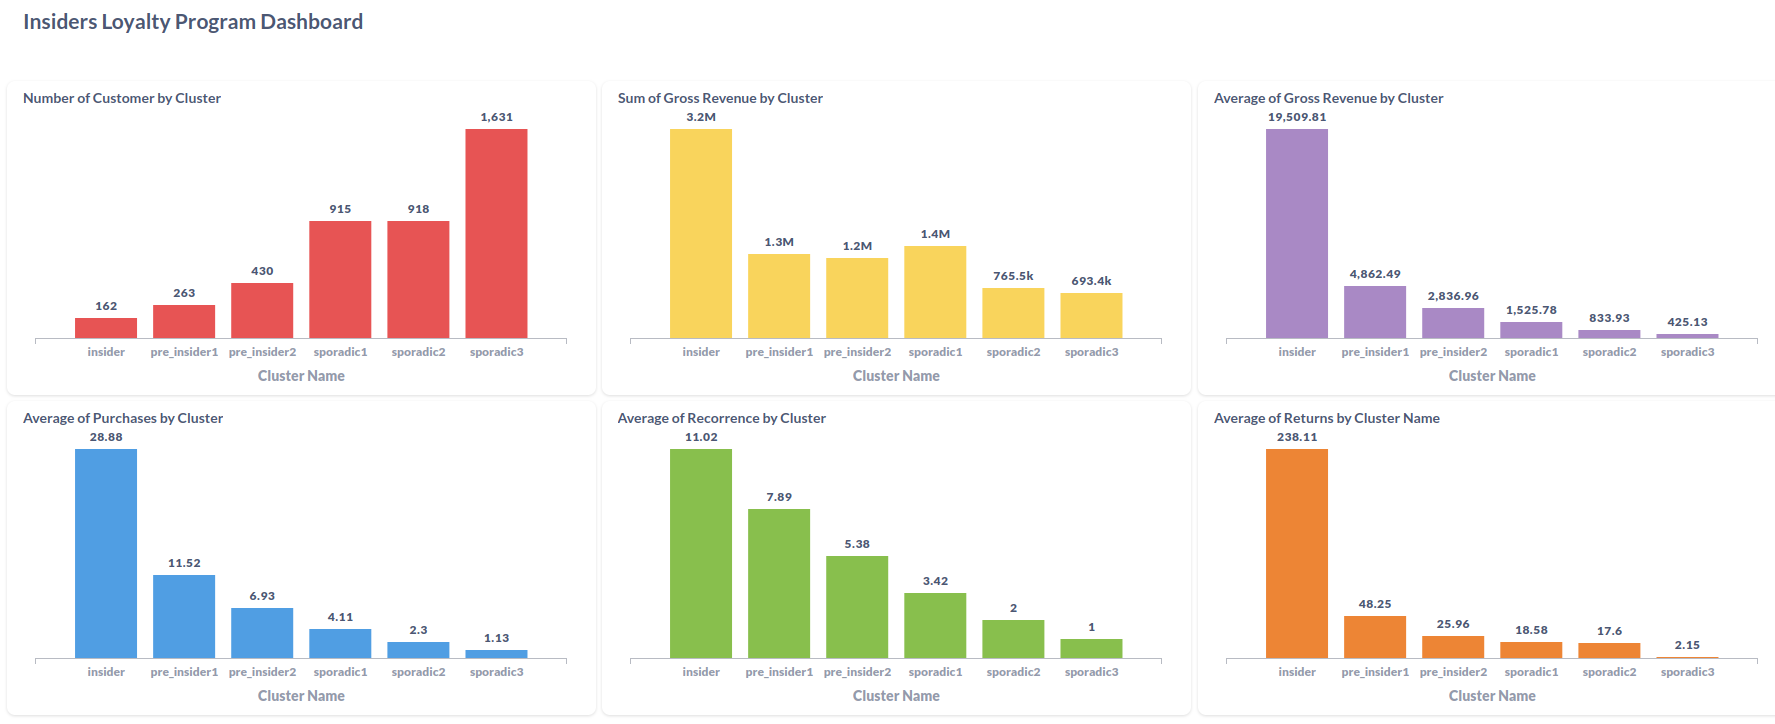 Insiders Loyalty Program Dashboard
Number of Customer by Cluster
1,631
915
918
430
263
162
insider pre_insider1 pre_insider2 sporadic1 sporadic2 sporadic3
Cluster Name
Sum of Gross Revenue by Cluster
3.2M
1.4M
1.3M
1.2M
765.5k
693.4k
insider pre_insider1 pre_insider2 sporadic1 sporadic2 sporadic3
Cluster Name
Average of Gross Revenue by Cluster
19,509.81
4,862.49
2,836.96
1,525.78
833.93
425.13
insider pre_insider1 pre_insider2 sporadic1 sporadic2 sporadic3
Cluster Name
Average of Purchases by Cluster
28.88
11.52
6.93
4.11
2.3
1.13
insider pre_insider1 pre_insider2 sporadic1 sporadic2 sporadic3
Cluster Name
Average of Recorrence by Cluster
11.02
7.89
5.38
3.42
2
1
insider pre_insider1 pre_insider2 sporadic1 sporadic2 sporadic3
Cluster Name
Average of Returns by Cluster Name
238.11
48.25
25.96
18.58
17.6
2.15
insider pre_insider1 pre_insider2 sporadic1 sporadic2 sporadic3
Cluster Name